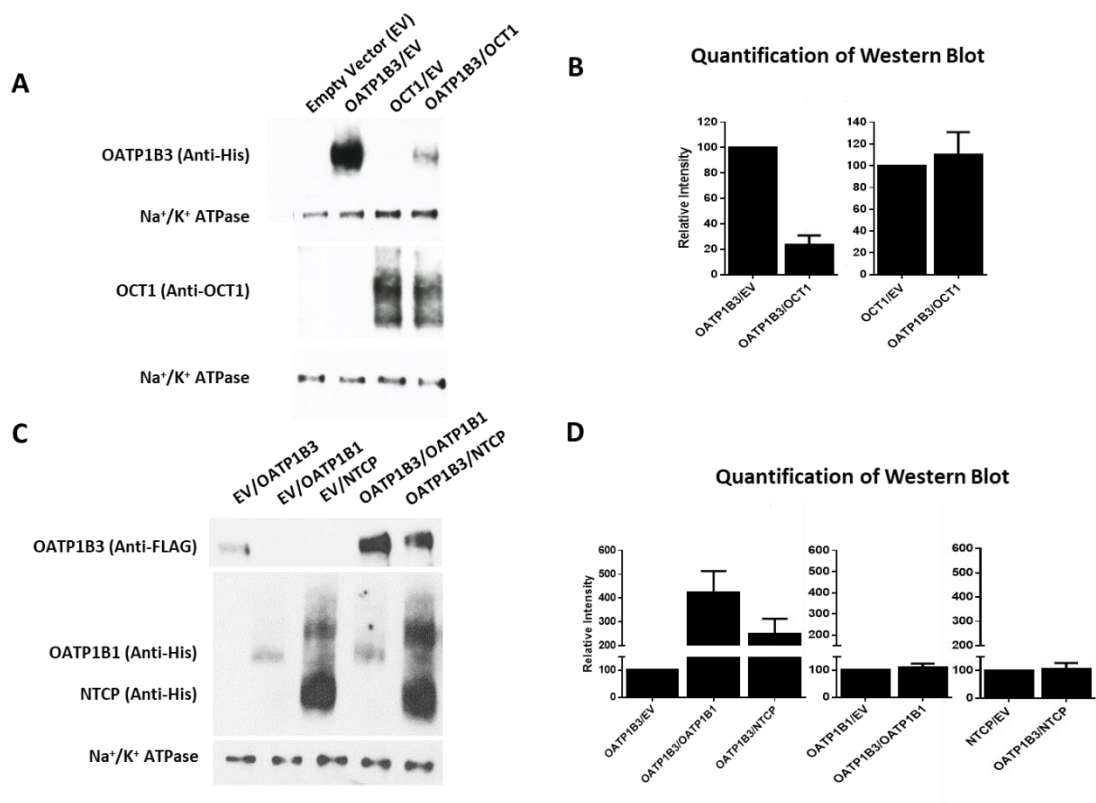 A
Empty Vector (EV)
OATP1B3/EV
OCT1/EV
OATP1B3/OCT1
OATP1B3 (Anti-His)
Na⁺/K⁺ ATPase
OCT1 (Anti-OCT1)
Na⁺/K⁺ ATPase
B
Quantification of Western Blot
Relative Intensity
120
100
80
60
40
20
0
OATP1B3/EV
OATP1B3/OCT1
140
120
100
80
60
40
20
0
OCT1/EV
OATP1B3/OCT1
C
EV/OATP1B3
EV/OATP1B1
EV/NTCP
OATP1B3/OATP1B1
OATP1B3/NTCP
OATP1B3 (Anti-FLAG)
OATP1B1 (Anti-His)
NTCP (Anti-His)
Na⁺/K⁺ ATPase
D
Quantification of Western Blot
Relative Intensity
600
500
400
300
200
100
0
OATP1B3/EV
OATP1B3/OATP1B1
OATP1B3/NTCP
600
500
400
300
200
100
0
OATP1B1/EV
OATP1B3/OATP1B1
600
500
400
300
200
100
0
NTCP/EV
OATP1B3/NTCP